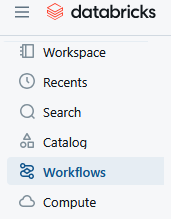 databricks
Workspace
Recents
Search
Catalog
Workflows
Compute